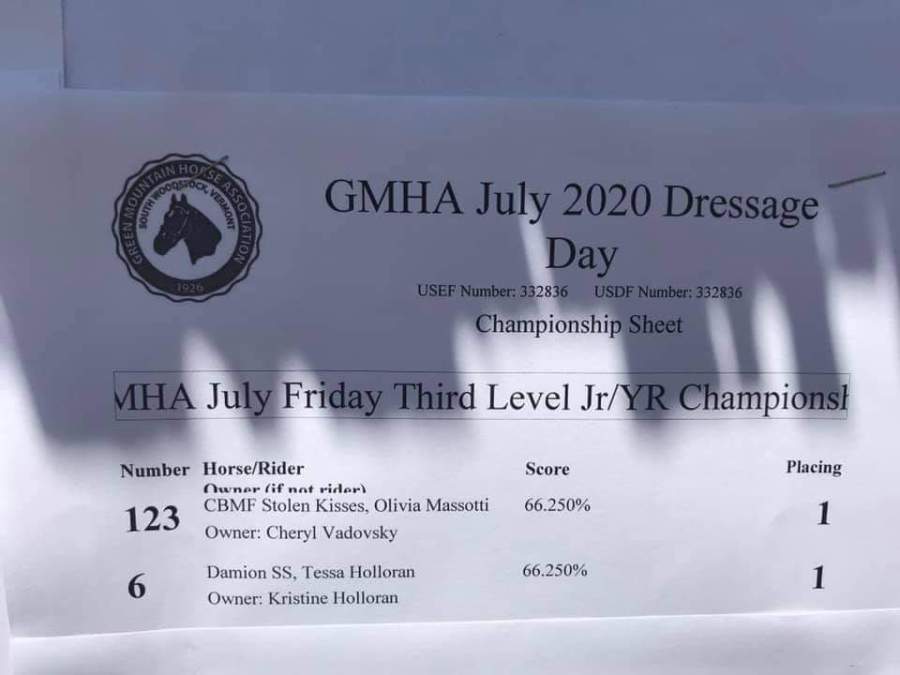 GREEN MOUNTAIN HORSE ASSOCIATION
SOUTH WOODSTOCK, VERMONT
1926
GMHA July 2020 Dressage
Day
USEF Number: 332836 USDF Number: 332836
Championship Sheet
MHA July Friday Third Level Jr/YR Championsh
Number Horse/Rider Score Placing
Owner (if not rider)
123 CBMF Stolen Kisses, Olivia Massotti 66.250% 1
Owner: Cheryl Vadovsky
6 Damion SS, Tessa Holloran 66.250% 1
Owner: Kristine Holloran